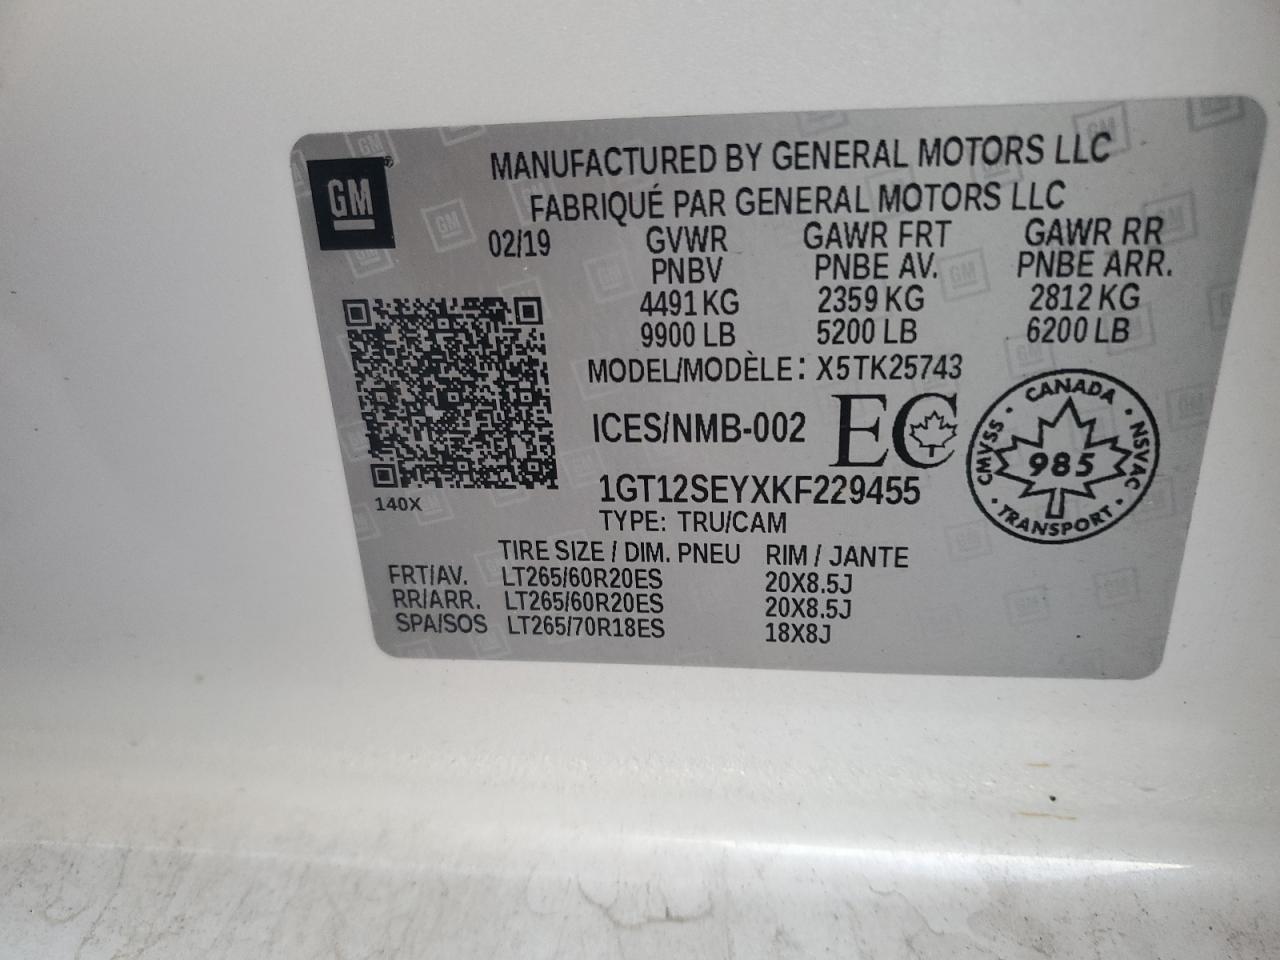 GM
MANUFACTURED BY GENERAL MOTORS LLC
FABRIQUÉ PAR GENERAL MOTORS LLC
02/19 GVWR GAWR FRT GAWR RR
PNBV PNBE AV. PNBE ARR.
4491 KG 2359 KG 2812 KG
9900 LB 5200 LB 6200 LB
MODEL/MODÈLE: X5TK25743
ICES/NMB-002 EC
CANADA
CMVSS 985 NSVAC
TRANSPORT
1GT12SEYXKF229455
140X
TYPE: TRU/CAM
TIRE SIZE / DIM. PNEU RIM / JANTE
FRT/AV. LT265/60R20ES 20X8.5J
RR/ARR. LT265/60R20ES 20X8.5J
SPA/SOS LT265/70R18ES 18X8J